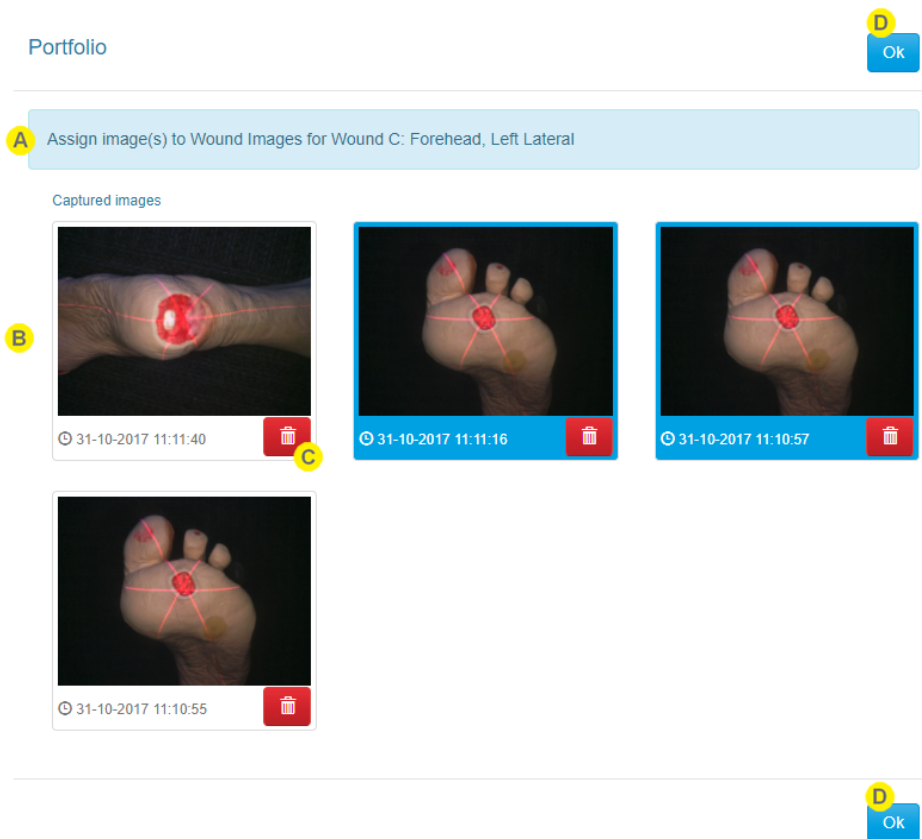 D
Portfolio
Ok
A
Assign image(s) to Wound Images for Wound C: Forehead, Left Lateral
Captured images
B
31-10-2017 11:11:40
C
31-10-2017 11:11:16
31-10-2017 11:10:57
31-10-2017 11:10:55
D
Ok